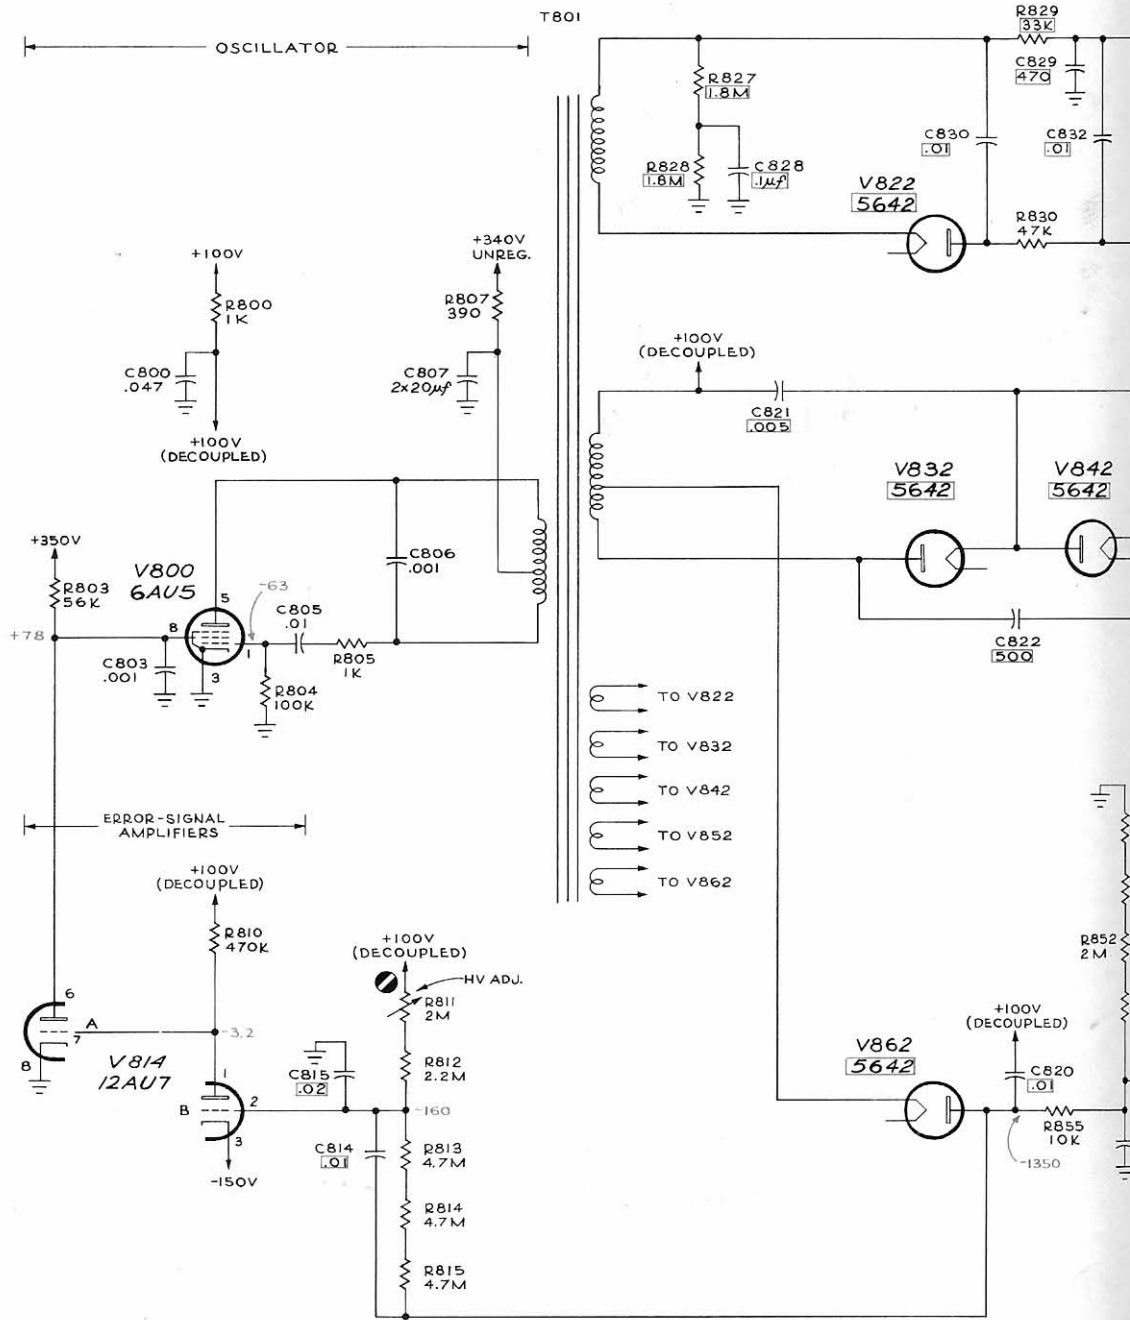 T801
OSCILLATOR
R829
33K
C829
470
R827
1.8M
C830
.01
C832
.01
R828
1.8M
C828
.1µf
V822
5642
R830
47K
+340V
UNREG.
+100V
R800
1K
R807
390
+100V
(DECOUPLED)
C800
.047
C807
2x20µf
C821
.005
+100V
(DECOUPLED)
V832
5642
V842
5642
+350V
R803
56K
V800
6AU5
-63
C806
.001
5
C805
.01
+78
8
1
C803
.001
3
R805
1K
R804
100K
C822
500
TO V822
TO V832
TO V842
TO V852
TO V862
ERROR-SIGNAL
AMPLIFIERS
+100V
(DECOUPLED)
R810
470K
+100V
(DECOUPLED)
R852
2M
HV ADJ.
R811
2M
6
A
7
-3.2
8
V814
12AU7
1
B
2
3
-150V
C815
.02
R812
2.2M
-160
C814
.01
R813
4.7M
R814
4.7M
R815
4.7M
+100V
(DECOUPLED)
V862
5642
C820
.01
R855
10K
-1350